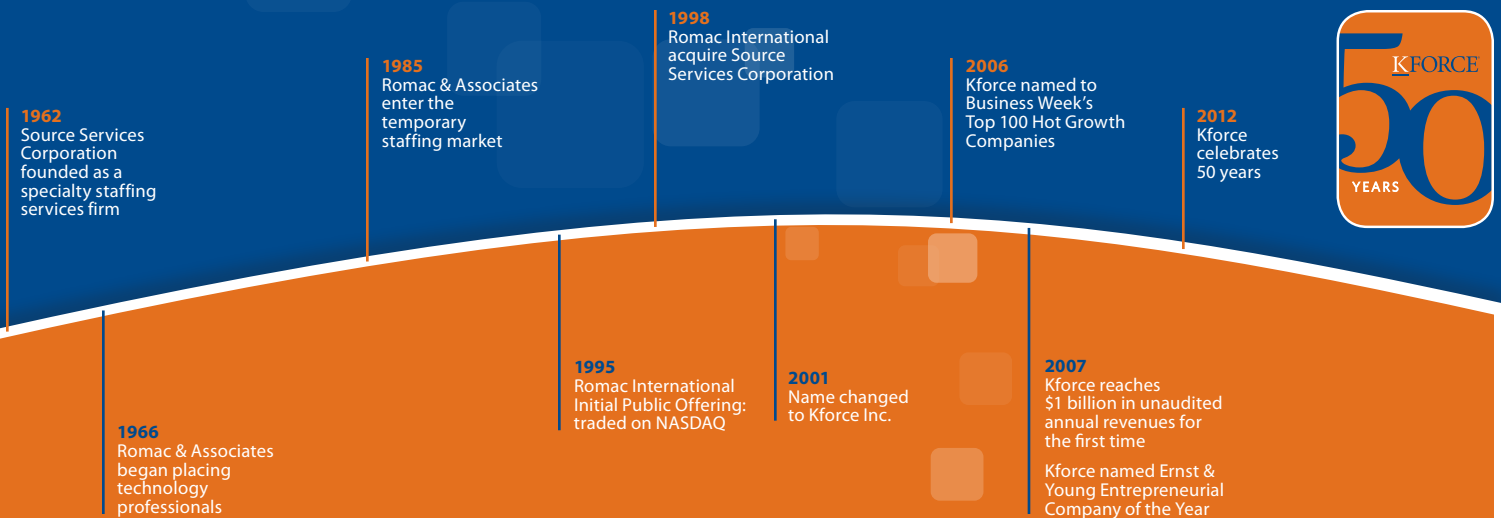 1962
Source Services
Corporation
founded as a
specialty staffing
services firm
1966
Romac & Associates
began placing
technology
professionals
1985
Romac & Associates
enter the
temporary
staffing market
1995
Romac International
Initial Public Offering:
traded on NASDAQ
1998
Romac International
acquire Source
Services Corporation
2001
Name changed
to Kforce Inc.
2006
Kforce named to
Business Week’s
Top 100 Hot Growth
Companies
2007
Kforce reaches
$1 billion in unaudited
annual revenues for
the first time
Kforce named Ernst &
Young Entrepreneurial
Company of the Year
2012
Kforce
celebrates
50 years
KFORCE
50
YEARS